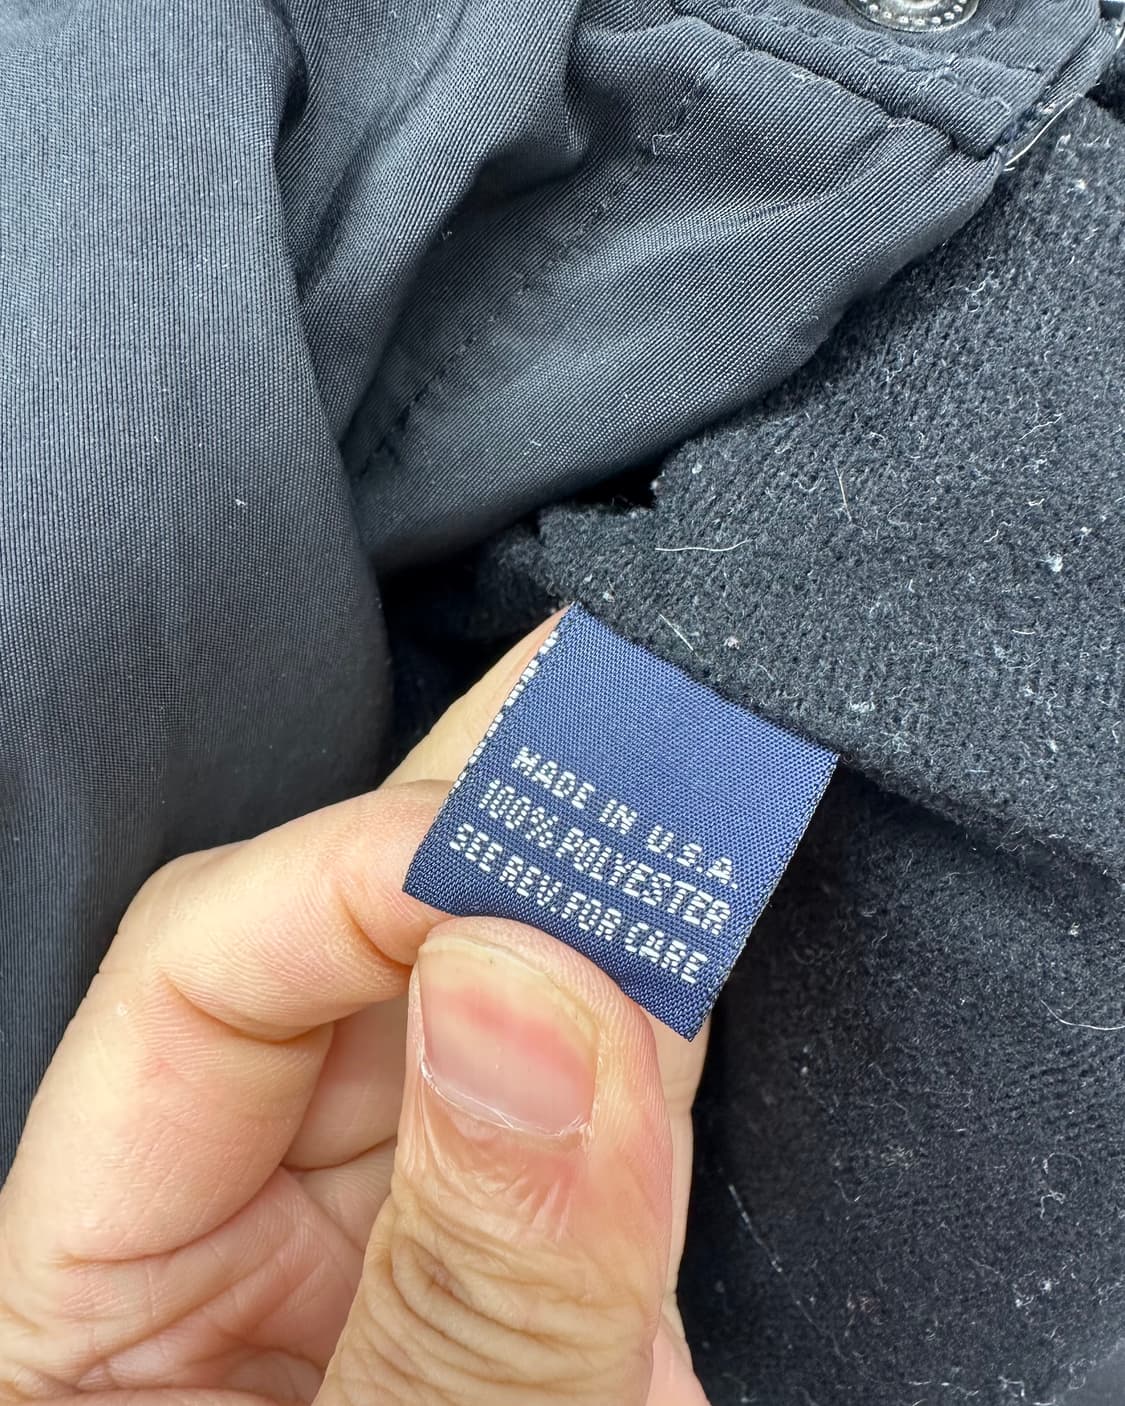 MADE IN U.S.A.
100% POLYESTER
SEE REV. FOR CARE